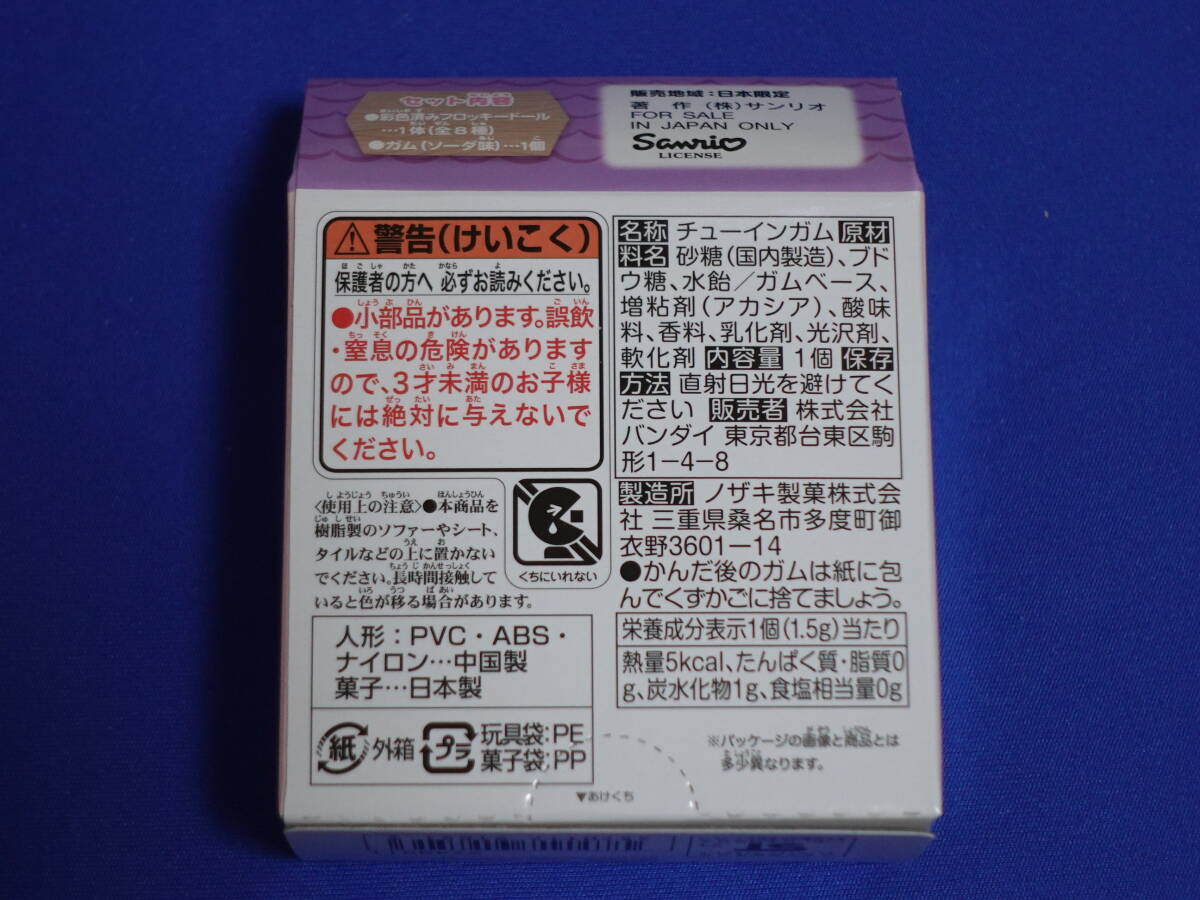 セット内容
●彩色済みフロッキードール
…1体(全8種)
●ガム(ソーダ味)…1個
販売地域:日本限定
著 作 (株)サンリオ
FOR SALE
IN JAPAN ONLY
Sanrio
LICENSE
⚠警告(けいこく)
保護者の方へ 必ずお読みください。
●小部品があります。誤飲
・窒息の危険があります
ので、3才未満のお子様
には絶対に与えないで
ください。
〈使用上の注意〉●本商品を
樹脂製のソファーやシート、
タイルなどの上に置かない
でください。長時間接触して
いると色が移る場合があります。
くちにいれない
人形:PVC・ABS・
ナイロン…中国製
菓子…日本製
紙 外箱 プラ 玩具袋:PE
菓子袋:PP
名称 チューインガム 原材
料名 砂糖(国内製造)、ブド
ウ糖、水飴/ガムベース、
増粘剤(アカシア)、酸味
料、香料、乳化剤、光沢剤、
軟化剤 内容量 1個 保存
方法 直射日光を避けてく
ださい 販売者 株式会社
バンダイ 東京都台東区駒
形1-4-8
製造所 ノザキ製菓株式会
社 三重県桑名市多度町御
衣野3601-14
●かんだ後のガムは紙に包
んでくずかごに捨てましょう。
栄養成分表示1個(1.5g)当たり
熱量5kcal、たんぱく質・脂質0
g、炭水化物1g、食塩相当量0g
※パッケージの画像と商品とは
多少異なります。
▼あけくち